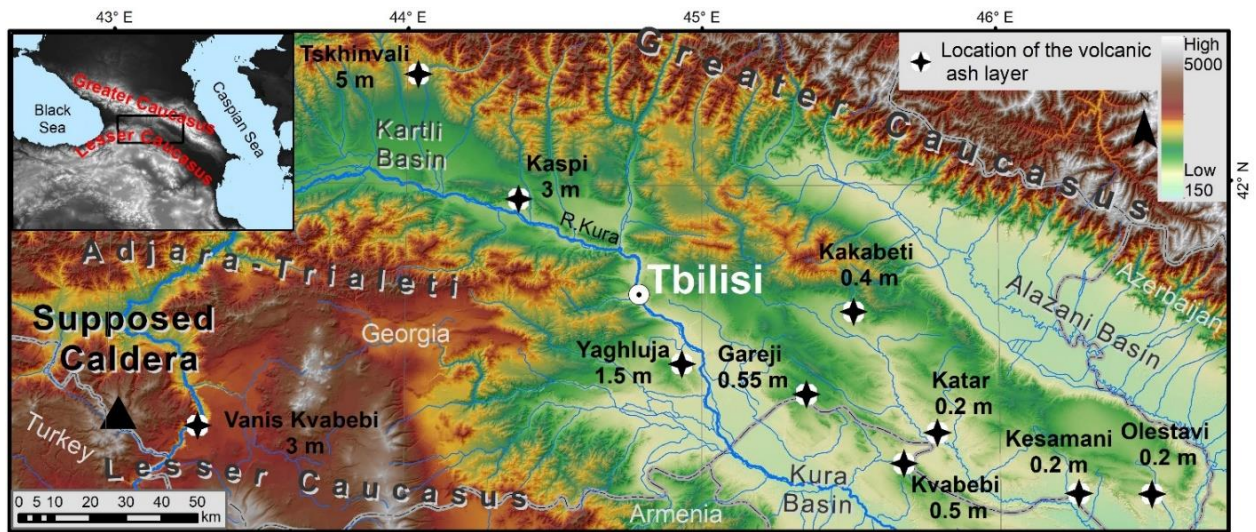 43° E
44° E
45° E
46° E
Black
Sea
Greater Caucasus
Lesser Caucasus
Caspian Sea
Tskhinvali
5 m
Greater Caucasus
Location of the volcanic
ash layer
High
5000
Low
150
N
42° N
Kartli
Basin
Kaspi
3 m
R.Kura
Adjara-Trialeti
Tbilisi
Kakabeti
0.4 m
Alazani Basin
Azerbaijan
Supposed
Caldera
Georgia
Yaghluja
1.5 m
Gareji
0.55 m
Katar
0.2 m
Kesamani
0.2 m
Olestavi
0.2 m
Turkey
Vanis Kvabebi
3 m
Lesser Caucasus
Kura
Basin
Kvabebi
0.5 m
Armenia
0 5 10 20 30 40 50
km